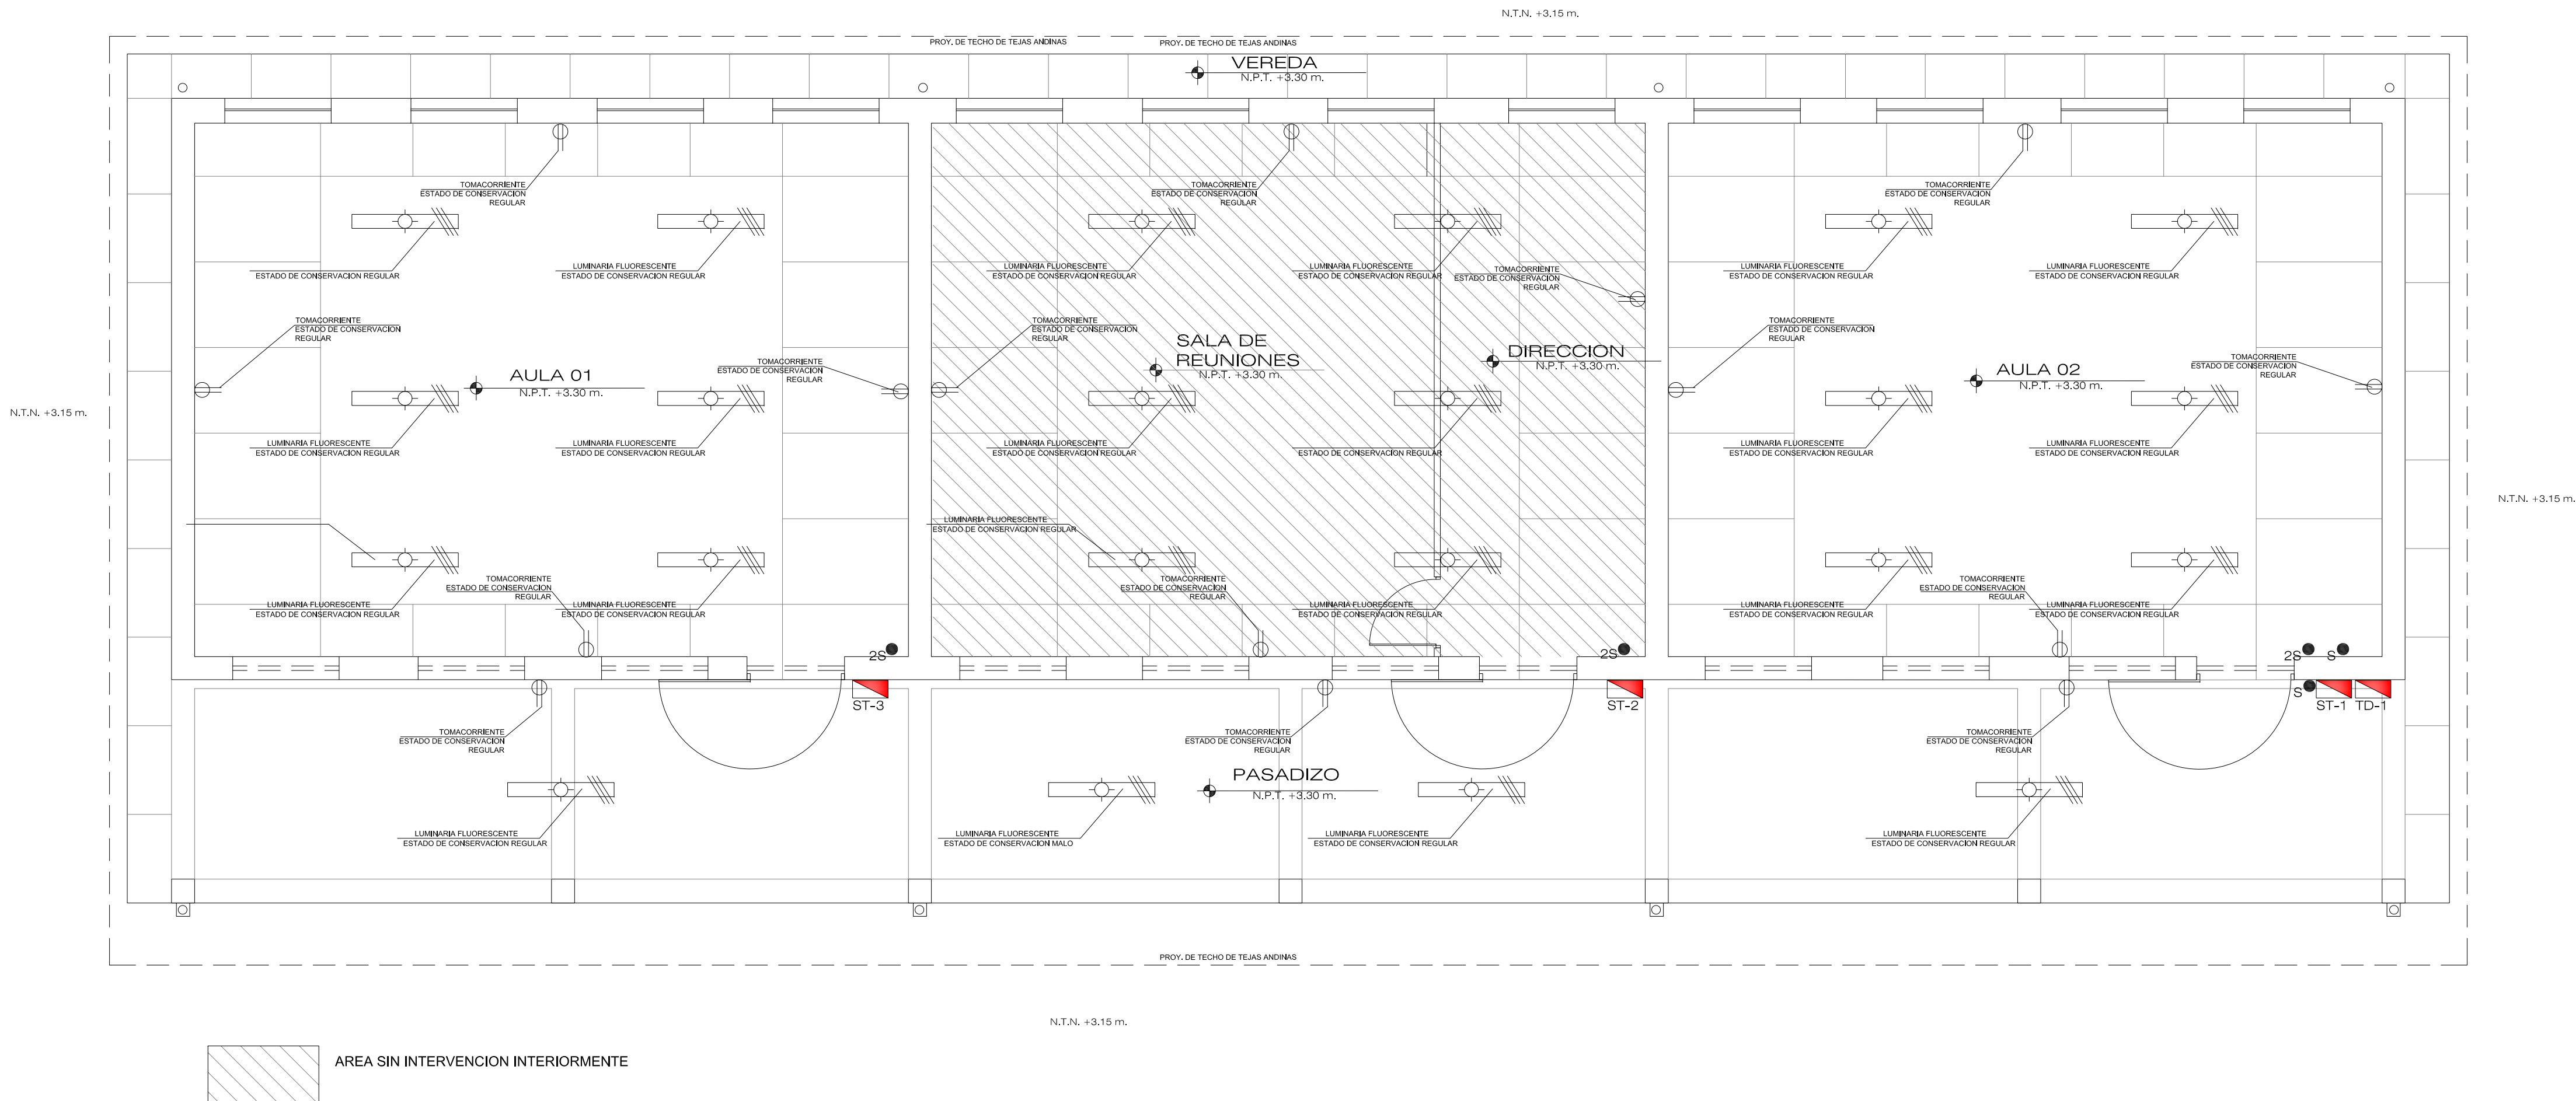 N.T.N. +3.15 m.
PROY. DE TECHO DE TEJAS ANDINAS
PROY. DE TECHO DE TEJAS ANDINAS
VEREDA
N.P.T. +3.30 m.
TOMACORRIENTE
ESTADO DE CONSERVACION
REGULAR
TOMACORRIENTE
ESTADO DE CONSERVACION
REGULAR
TOMACORRIENTE
ESTADO DE CONSERVACION
REGULAR
ESTADO DE CONSERVACION REGULAR
LUMINARIA FLUORESCENTE
ESTADO DE CONSERVACION REGULAR
LUMINARIA FLUORESCENTE
ESTADO DE CONSERVACION REGULAR
LUMINARIA FLUORESCENTE
ESTADO DE CONSERVACION REGULAR
TOMACORRIENTE
ESTADO DE CONSERVACION
REGULAR
LUMINARIA FLUORESCENTE
ESTADO DE CONSERVACION REGULAR
LUMINARIA FLUORESCENTE
ESTADO DE CONSERVACION REGULAR
TOMACORRIENTE
ESTADO DE CONSERVACION
REGULAR
TOMACORRIENTE
ESTADO DE CONSERVACION
REGULAR
TOMACORRIENTE
ESTADO DE CONSERVACION
REGULAR
SALA DE
REUNIONES
N.P.T. +3.30 m.
DIRECCION
N.P.T. +3.30 m.
TOMACORRIENTE
ESTADO DE CONSERVACION
REGULAR
TOMACORRIENTE
ESTADO DE CONSERVACION
REGULAR
AULA 01
N.P.T. +3.30 m.
AULA 02
N.P.T. +3.30 m.
N.T.N. +3.15 m.
LUMINARIA FLUORESCENTE
ESTADO DE CONSERVACION REGULAR
LUMINARIA FLUORESCENTE
ESTADO DE CONSERVACION REGULAR
LUMINARIA FLUORESCENTE
ESTADO DE CONSERVACION REGULAR
LUMINARIA FLUORESCENTE
ESTADO DE CONSERVACION REGULAR
LUMINARIA FLUORESCENTE
ESTADO DE CONSERVACION REGULAR
LUMINARIA FLUORESCENTE
ESTADO DE CONSERVACION REGULAR
N.T.N. +3.15 m.
LUMINARIA FLUORESCENTE
ESTADO DE CONSERVACION REGULAR
TOMACORRIENTE
ESTADO DE CONSERVACION
REGULAR
TOMACORRIENTE
ESTADO DE CONSERVACION
REGULAR
TOMACORRIENTE
ESTADO DE CONSERVACION
REGULAR
LUMINARIA FLUORESCENTE
ESTADO DE CONSERVACION REGULAR
LUMINARIA FLUORESCENTE
ESTADO DE CONSERVACION REGULAR
LUMINARIA FLUORESCENTE
ESTADO DE CONSERVACION REGULAR
LUMINARIA FLUORESCENTE
ESTADO DE CONSERVACION REGULAR
LUMINARIA FLUORESCENTE
ESTADO DE CONSERVACION REGULAR
2S
2S
2S
S
S
ST-3
ST-2
ST-1
TD-1
TOMACORRIENTE
ESTADO DE CONSERVACION
REGULAR
TOMACORRIENTE
ESTADO DE CONSERVACION
REGULAR
TOMACORRIENTE
ESTADO DE CONSERVACION
REGULAR
PASADIZO
N.P.T. +3.30 m.
LUMINARIA FLUORESCENTE
ESTADO DE CONSERVACION REGULAR
LUMINARIA FLUORESCENTE
ESTADO DE CONSERVACION MALO
LUMINARIA FLUORESCENTE
ESTADO DE CONSERVACION REGULAR
LUMINARIA FLUORESCENTE
ESTADO DE CONSERVACION REGULAR
PROY. DE TECHO DE TEJAS ANDINAS
N.T.N. +3.15 m.
AREA SIN INTERVENCION INTERIORMENTE